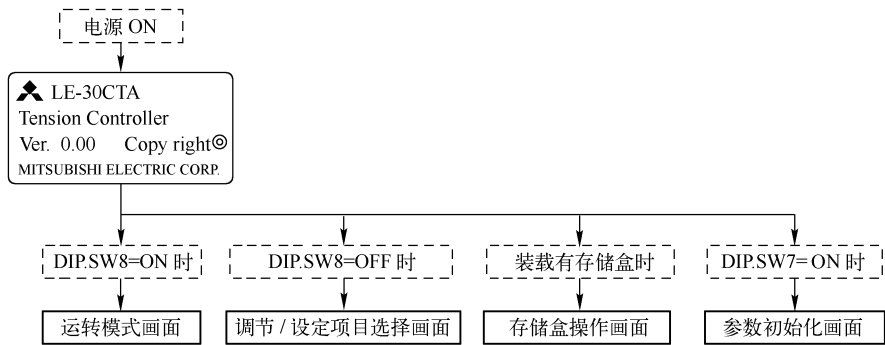 电源 ON
LE-30CTA
Tension Controller
Ver. 0.00 Copy right◎
MITSUBISHI ELECTRIC CORP.
DIP.SW8=ON 时
DIP.SW8=OFF 时
装载有存储盒时
DIP.SW7= ON 时
运转模式画面
调节 / 设定项目选择画面
存储盒操作画面
参数初始化画面